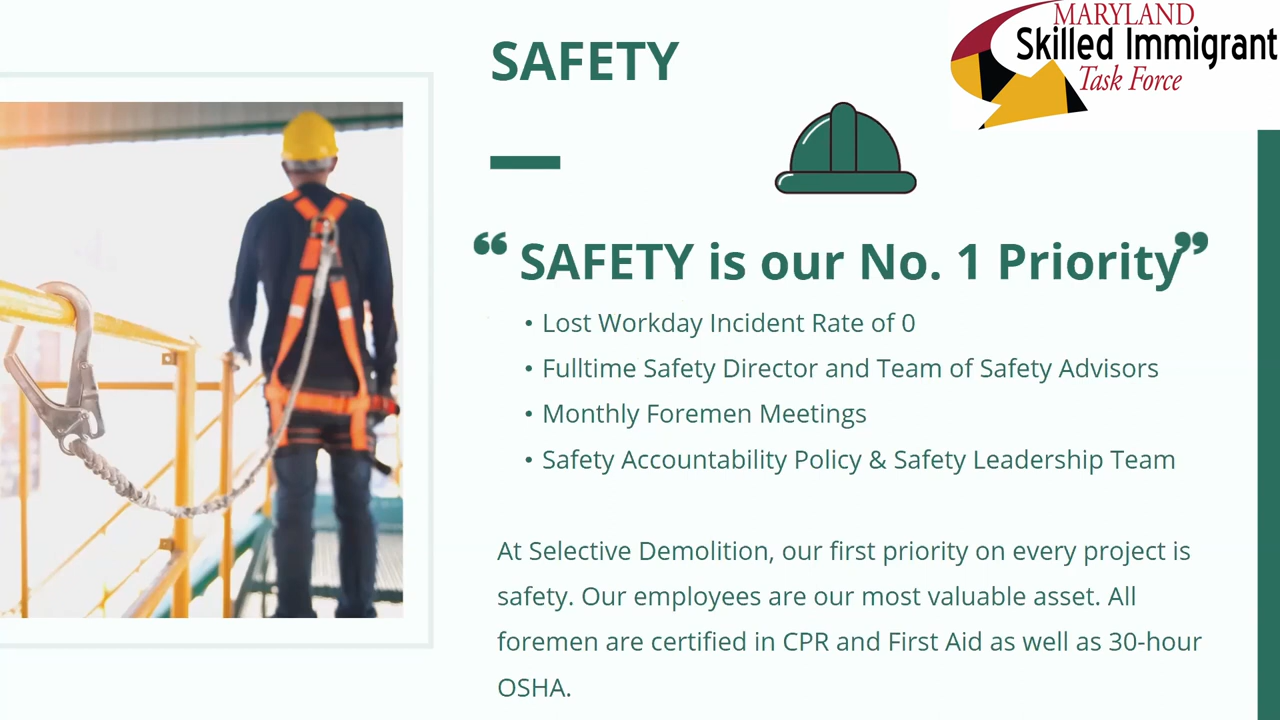 MARYLAND
Skilled Immigrant
Task Force
SAFETY
“ SAFETY is our No. 1 Priority”
• Lost Workday Incident Rate of 0
• Fulltime Safety Director and Team of Safety Advisors
• Monthly Foremen Meetings
• Safety Accountability Policy & Safety Leadership Team
At Selective Demolition, our first priority on every project is
safety. Our employees are our most valuable asset. All
foremen are certified in CPR and First Aid as well as 30-hour
OSHA.